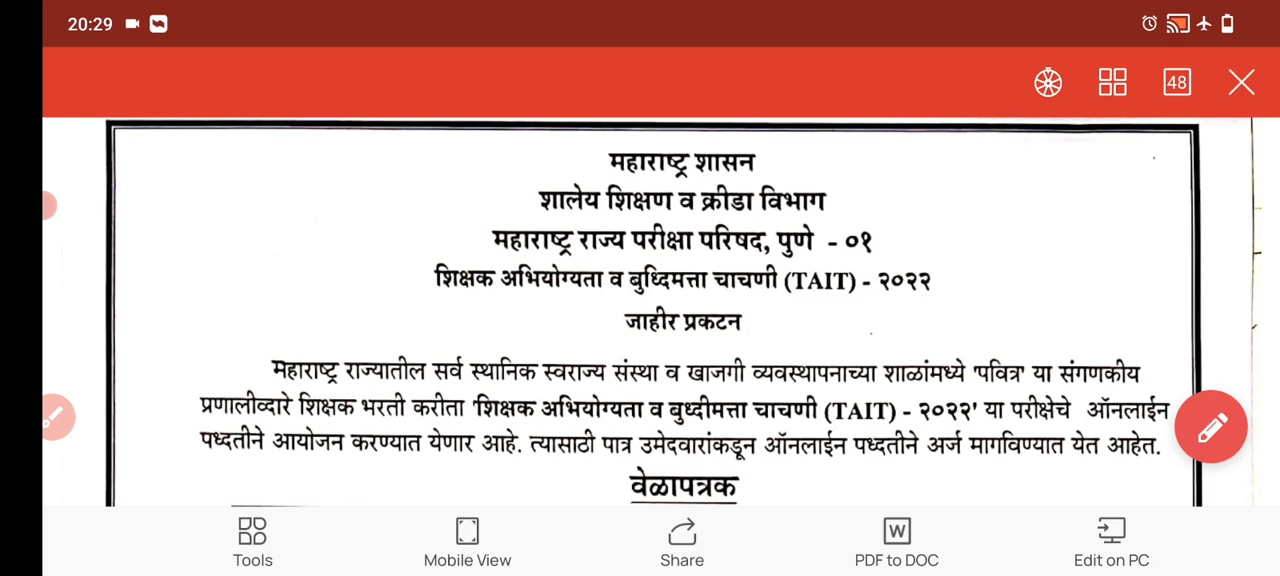 20:29
48
महाराष्ट्र शासन
शालेय शिक्षण व क्रीडा विभाग
महाराष्ट्र राज्य परीक्षा परिषद, पुणे - ०१
शिक्षक अभियोग्यता व बुध्दिमत्ता चाचणी (TAIT) - २०२२
जाहीर प्रकटन
महाराष्ट्र राज्यातील सर्व स्थानिक स्वराज्य संस्था व खाजगी व्यवस्थापनाच्या शाळांमध्ये 'पवित्र' या संगणकीय
प्रणालीव्दारे शिक्षक भरती करीता 'शिक्षक अभियोग्यता व बुध्दीमत्ता चाचणी (TAIT) - २०२२' या परीक्षेचे ऑनलाईन
पध्दतीने आयोजन करण्यात येणार आहे. त्यासाठी पात्र उमेदवारांकडून ऑनलाईन पध्दतीने अर्ज मागविण्यात येत आहेत.
वेळापत्रक
Tools Mobile View Share PDF to DOC Edit on PC
W